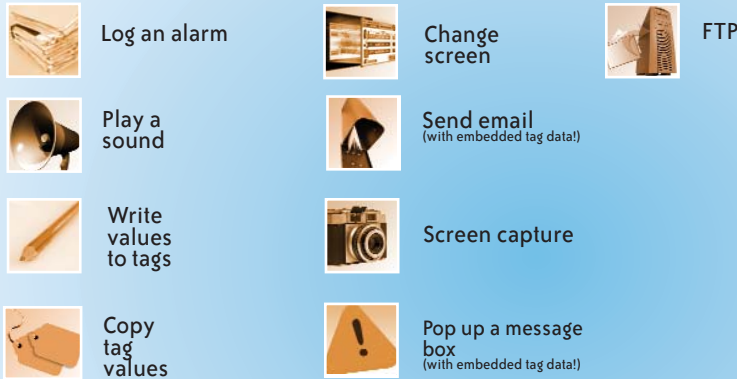 Log an alarm
Play a
sound
Write
values
to tags
Copy
tag
values
Change
screen
Send email
(with embedded tag data!)
Screen capture
Pop up a message
box
(with embedded tag data!)
FTP